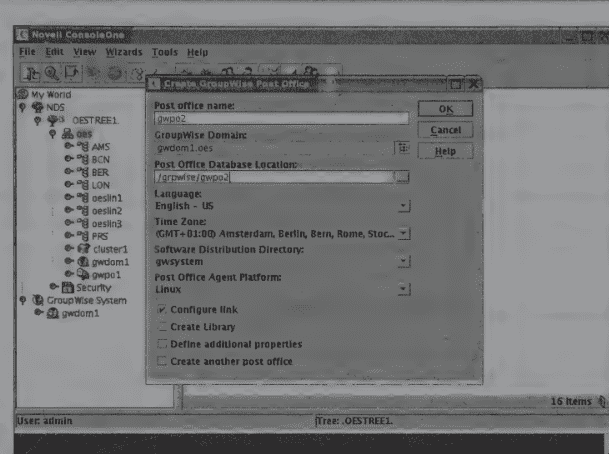 Novell ConsoleOne
File Edit View Wizards Tools Help
My World
NDS
OESTREE1
oes
AMS
BCN
BER
LON
oeslin1
oeslin2
oeslin3
PRS
cluster1
gwdom1
gwpo1
Security
GroupWise System
gwdom1
Create GroupWise Post Office
Post office name:
gwpo2
GroupWise Domain:
gwdom1.oes
Post Office Database Location:
/grpwise/gwpo2
Language:
English - US
Time Zone:
(GMT+01:00) Amsterdam, Berlin, Bern, Rome, Stoc...
Software Distribution Directory:
gwsystem
Post Office Agent Platform:
Linux
Configure link
Create Library
Define additional properties
Create another post office
OK
Cancel
Help
16 items
User: admin
Tree: .OESTREE1.